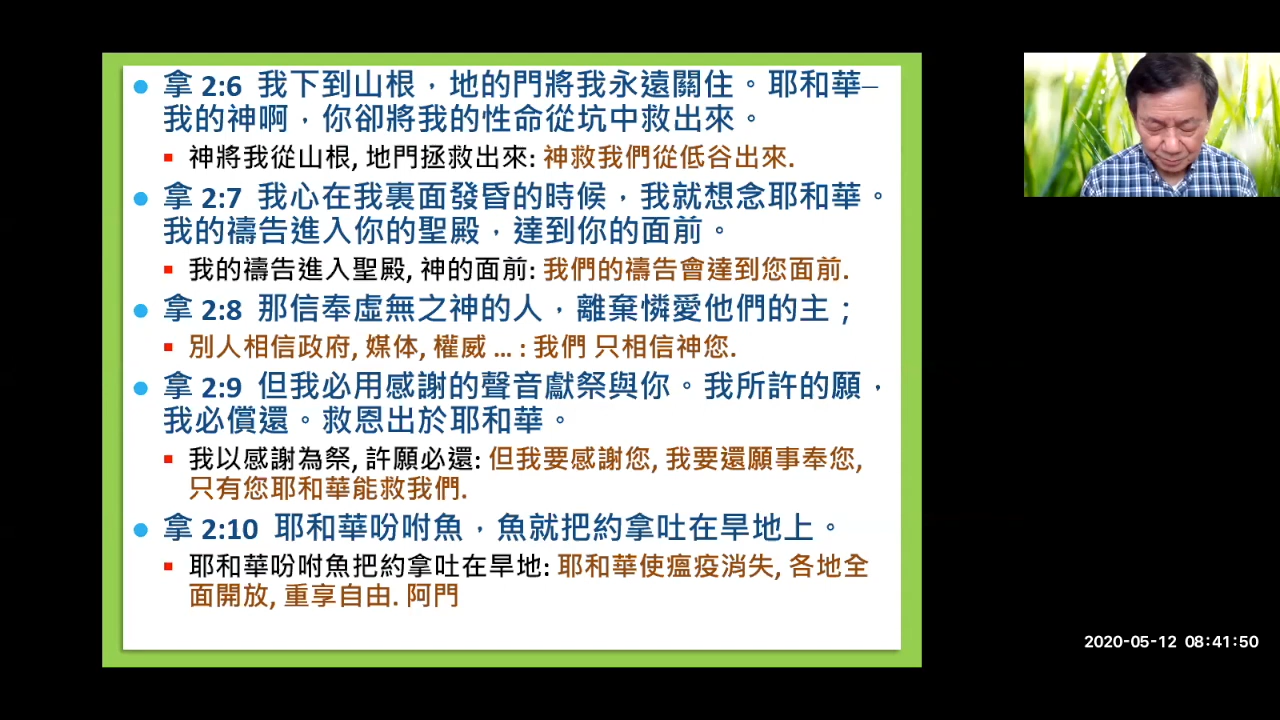 拿 2:6 我下到山根，地的門將我永遠關住。耶和華─
我的神啊，你卻將我的性命從坑中救出來。
神將我從山根, 地門拯救出來: 神救我們從低谷出來.
拿 2:7 我心在我裏面發昏的時候，我就想念耶和華。
我的禱告進入你的聖殿，達到你的面前。
我的禱告進入聖殿, 神的面前: 我們的禱告會達到您面前.
拿 2:8 那信奉虛無之神的人，離棄憐愛他們的主；
別人相信政府, 媒体, 權威 ... : 我們 只相信神您.
拿 2:9 但我必用感謝的聲音獻祭與你。我所許的願，
我必償還。救恩出於耶和華。
我以感謝為祭, 許願必還: 但我要感謝您, 我要還願事奉您,
只有您耶和華能救我們.
拿 2:10 耶和華吩咐魚，魚就把約拿吐在旱地上。
耶和華吩咐魚把約拿吐在旱地: 耶和華使瘟疫消失, 各地全
面開放, 重享自由. 阿門
2020-05-12 08:41:50